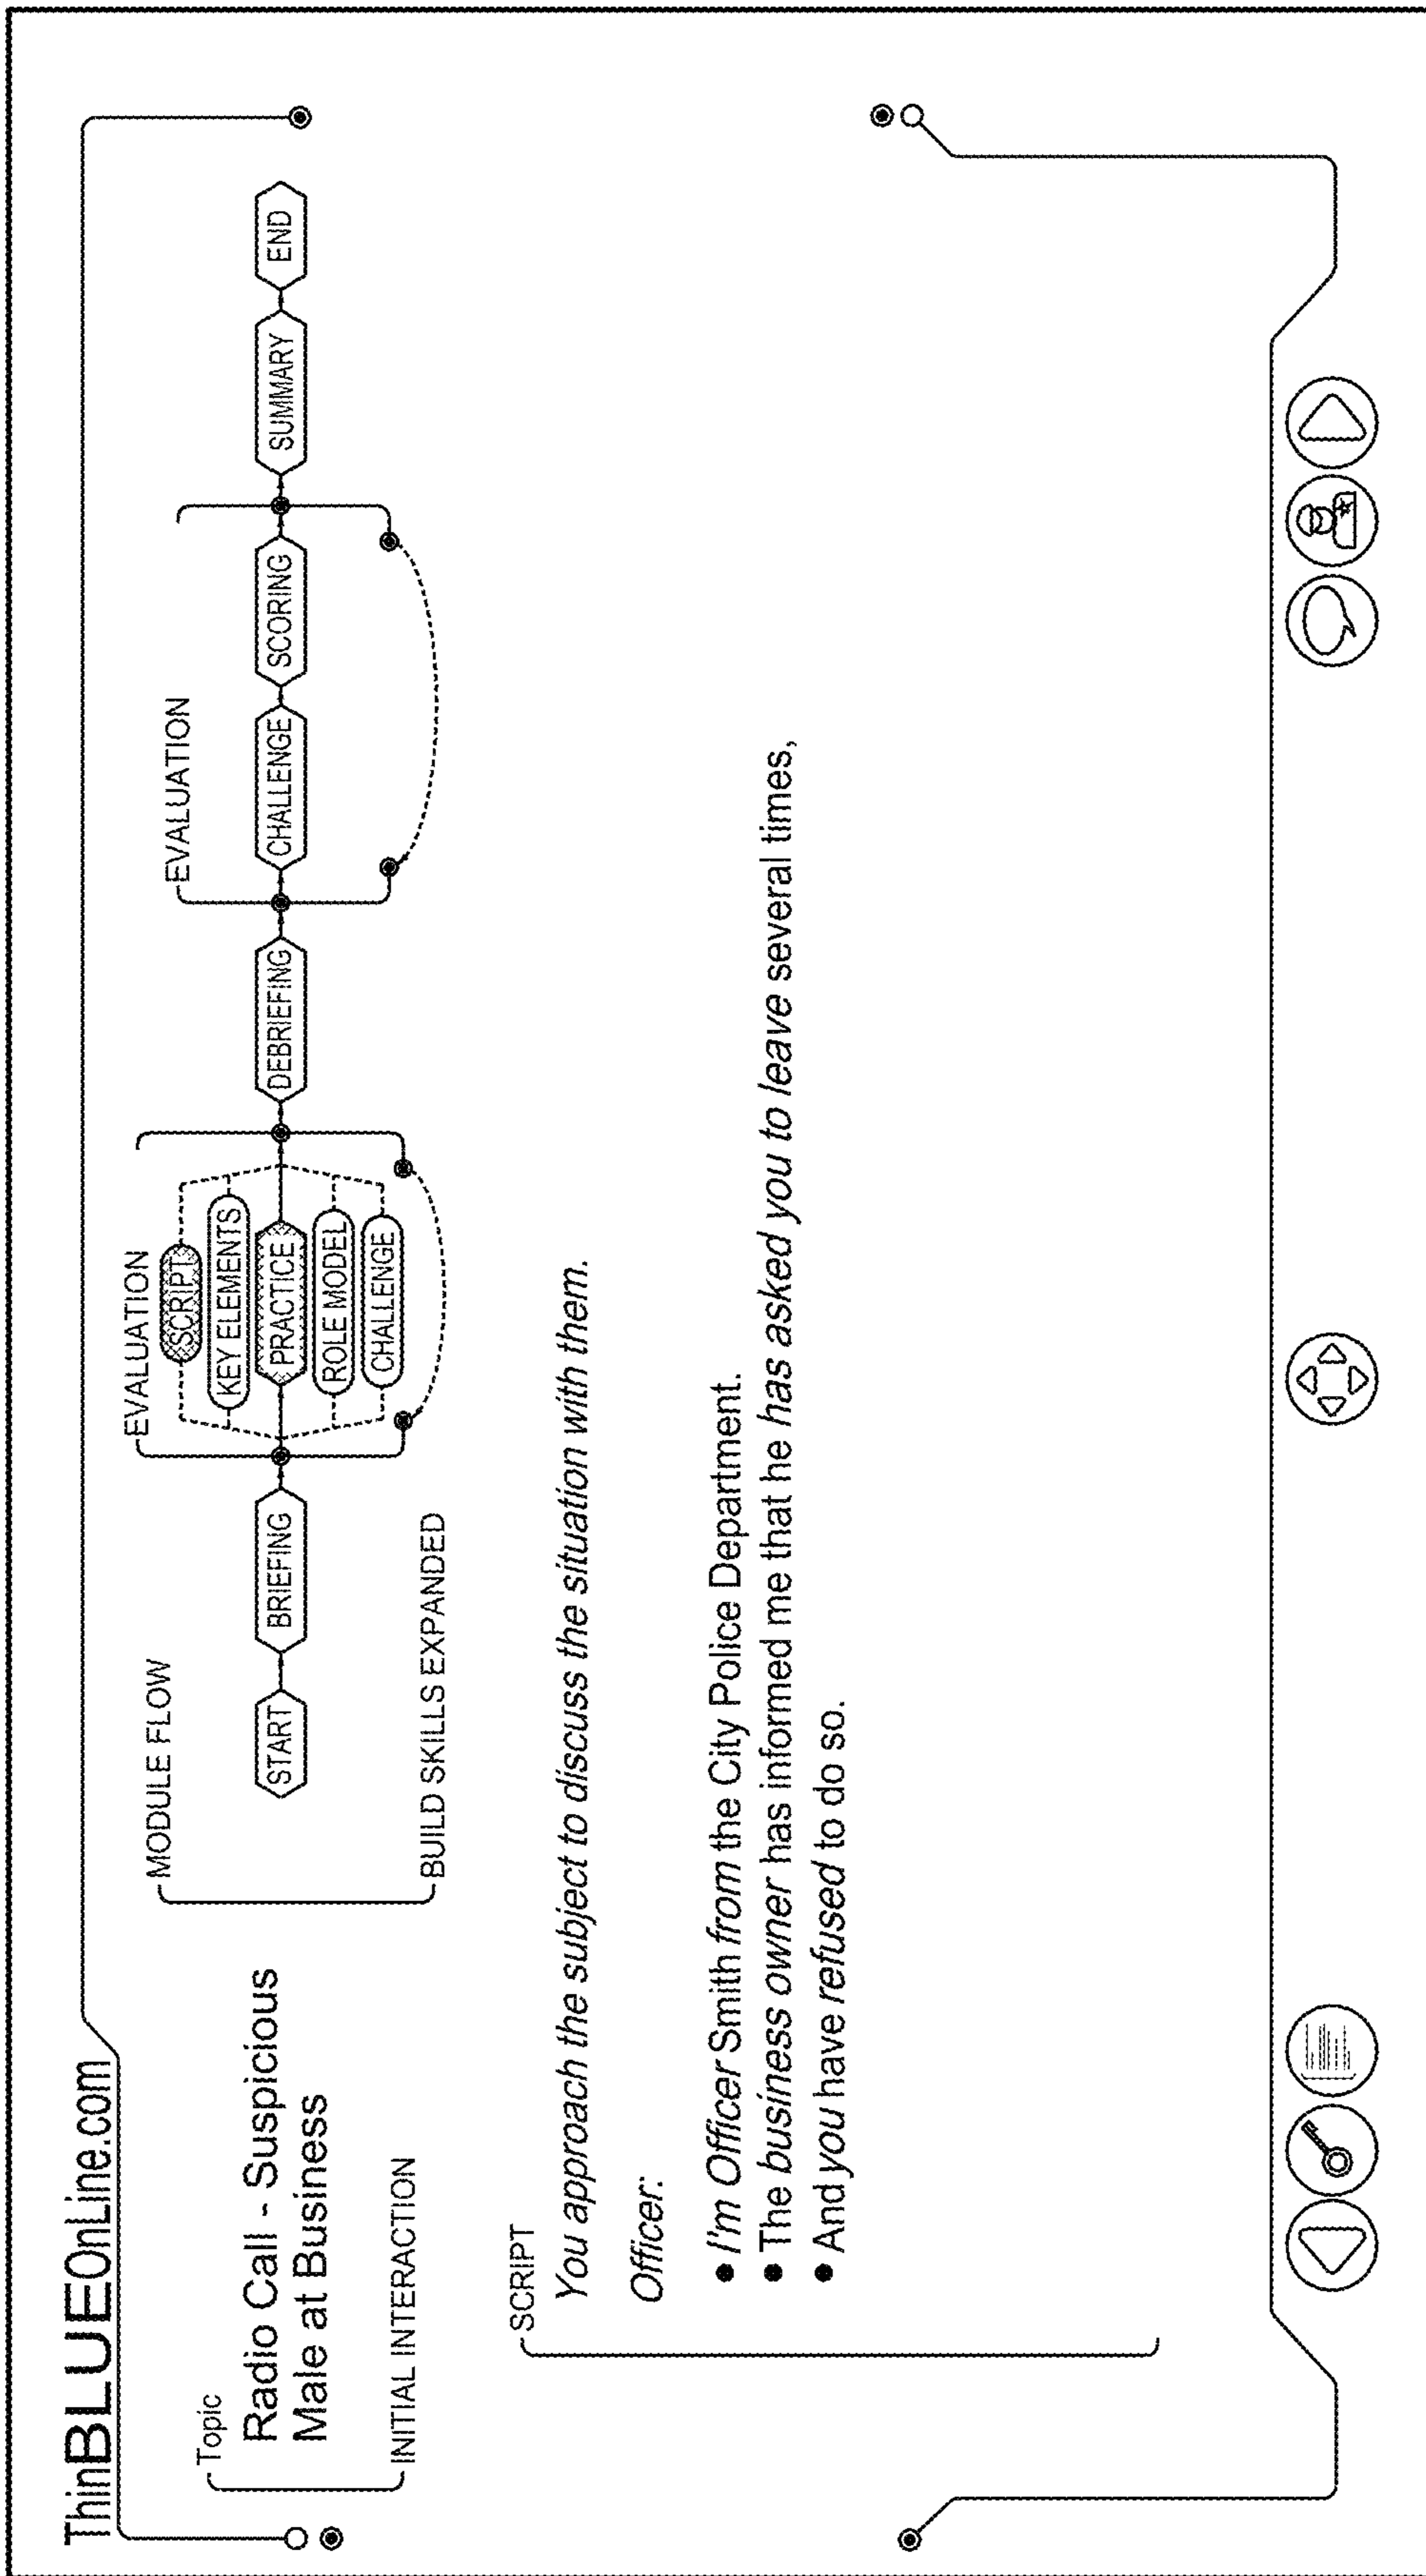 ThinBLUEOnLine.com
Topic
Radio Call - Suspicious
Male at Business
INITIAL INTERACTION
MODULE FLOW
START
BRIEFING
EVALUATION
SCRIPT
KEY ELEMENTS
PRACTICE
ROLE MODEL
CHALLENGE
DEBRIEFING
EVALUATION
CHALLENGE
SCORING
SUMMARY
END
BUILD SKILLS EXPANDED
SCRIPT
You approach the subject to discuss the situation with them.
Officer:
• I'm Officer Smith from the City Police Department.
• The business owner has informed me that he has asked you to leave several times,
• And you have refused to do so.